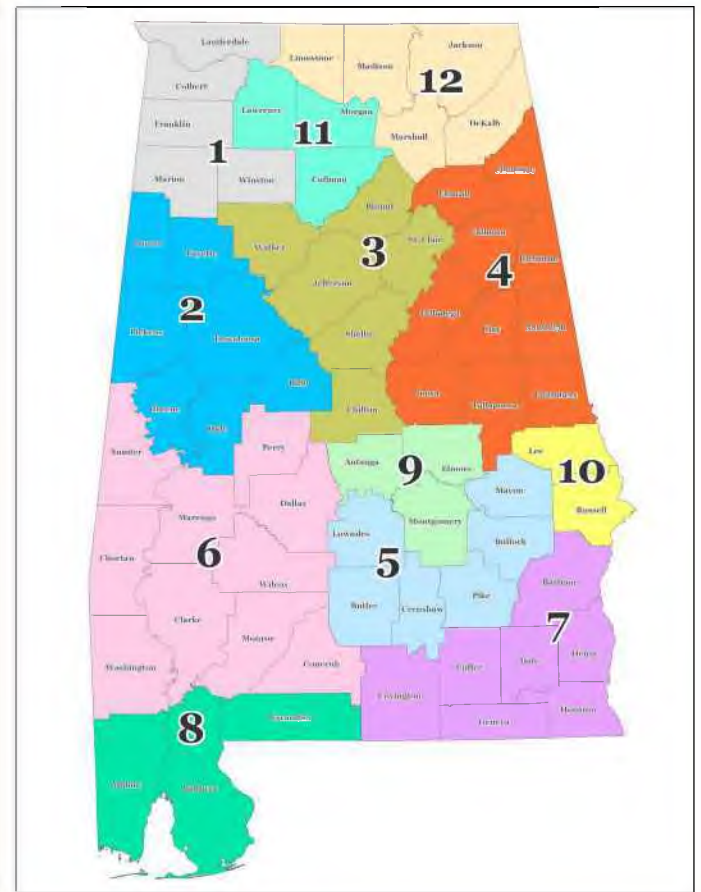 Lauderdale
Limestone
Madison
Jackson
12
Colbert
Lawrence
Morgan
Franklin
11
Marshall
DeKalb
1
Marion
Winston
Cullman
Cherokee
Etowah
Blount
Lamar
Fayette
Walker
St. Clair
Calhoun
3
Jefferson
4
Cleburne
2
Pickens
Tuscaloosa
Shelby
Talladega
Clay
Randolph
Bibb
Greene
Hale
Chilton
Coosa
Tallapoosa
Chambers
Sumter
Perry
Autauga
9
Elmore
Lee
10
Macon
Dallas
Russell
Marengo
Montgomery
Lowndes
Bullock
Choctaw
6
5
Wilcox
Barbour
Butler
Crenshaw
Pike
Clarke
7
Monroe
Washington
Conecuh
Coffee
Dale
Henry
Covington
Houston
Geneva
8
Escambia
Mobile
Baldwin